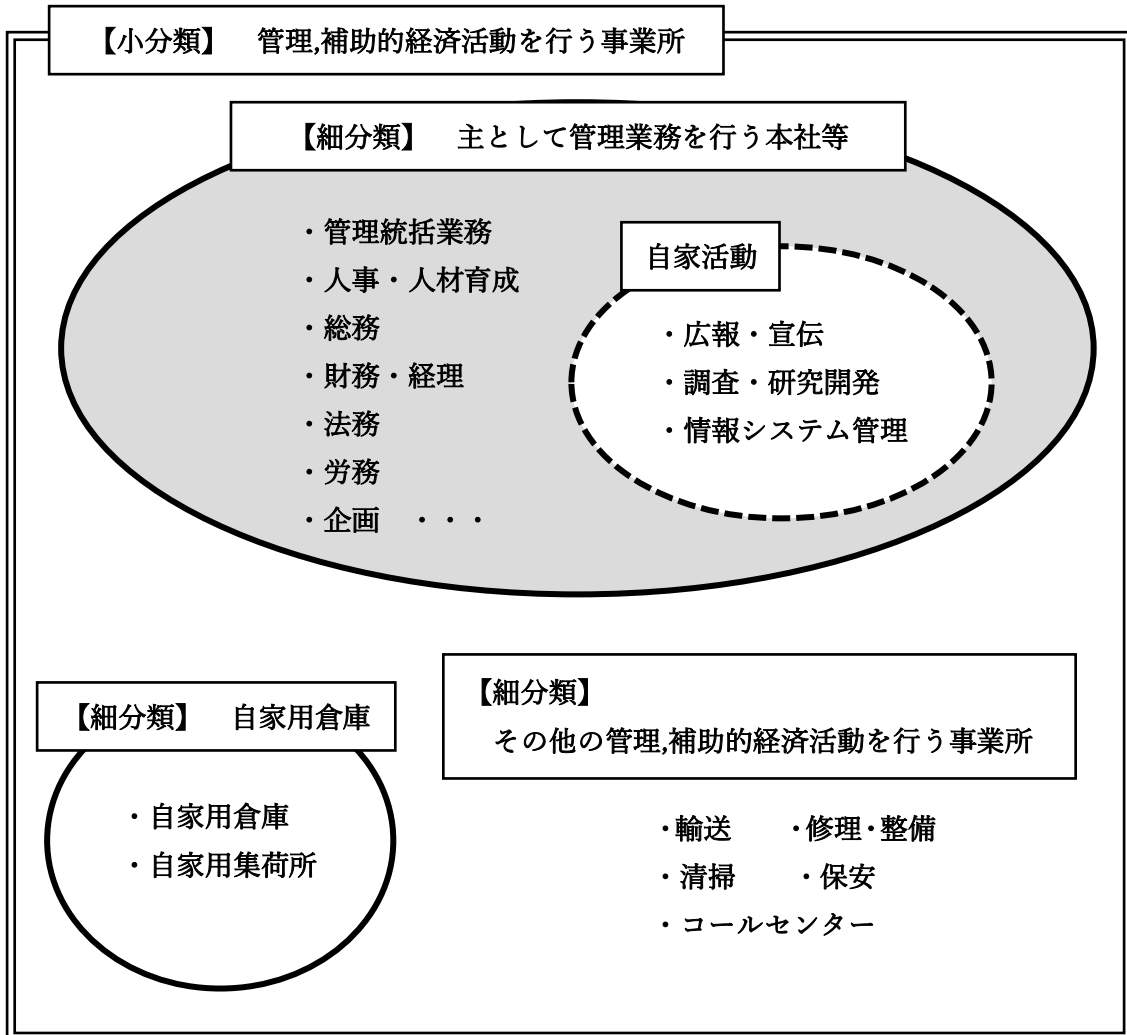 【小分類】　管理,補助的経済活動を行う事業所
【細分類】　主として管理業務を行う本社等
・管理統括業務
・人事・人材育成
・総務
・財務・経理
・法務
・労務
・企画　・・・
自家活動
・広報・宣伝
・調査・研究開発
・情報システム管理
【細分類】　自家用倉庫
・自家用倉庫
・自家用集荷所
【細分類】
その他の管理,補助的経済活動を行う事業所
・輸送　　・修理・整備
・清掃　　・保安
・コールセンター